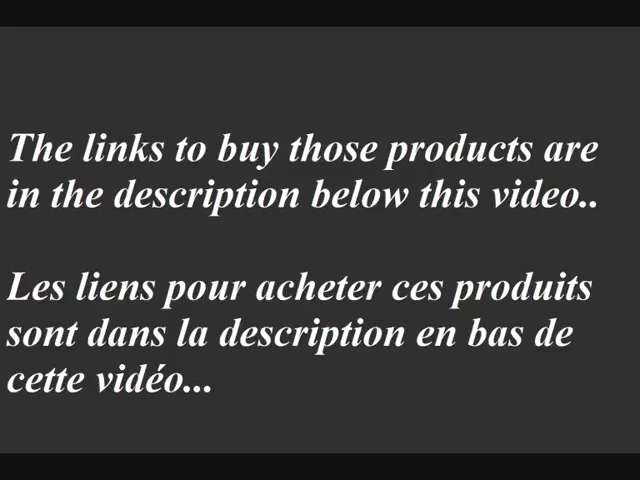 The links to buy those products are
in the description below this video..
Les liens pour acheter ces produits
sont dans la description en bas de
cette vidéo...